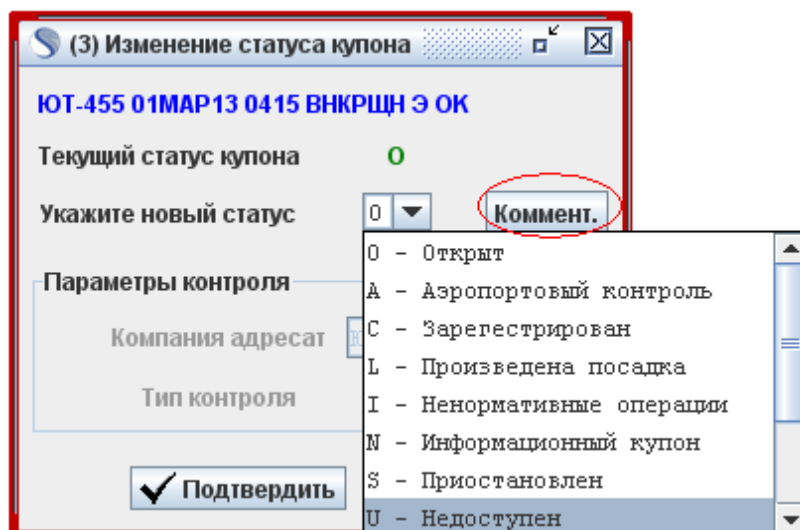 (3) Изменение статуса купона
ЮТ-455 01МАР13 0415 ВНКРЩН Э ОК
Текущий статус купона О
Укажите новый статус О Коммент.
О - Открыт
Параметры контроля
А - Аэропортовый контроль
С - Зарегестрирован
Компания адресат
L - Произведена посадка
Тип контроля
I - Ненормативные операции
N - Информационный купон
Подтвердить
S - Приостановлен
U - Недоступен